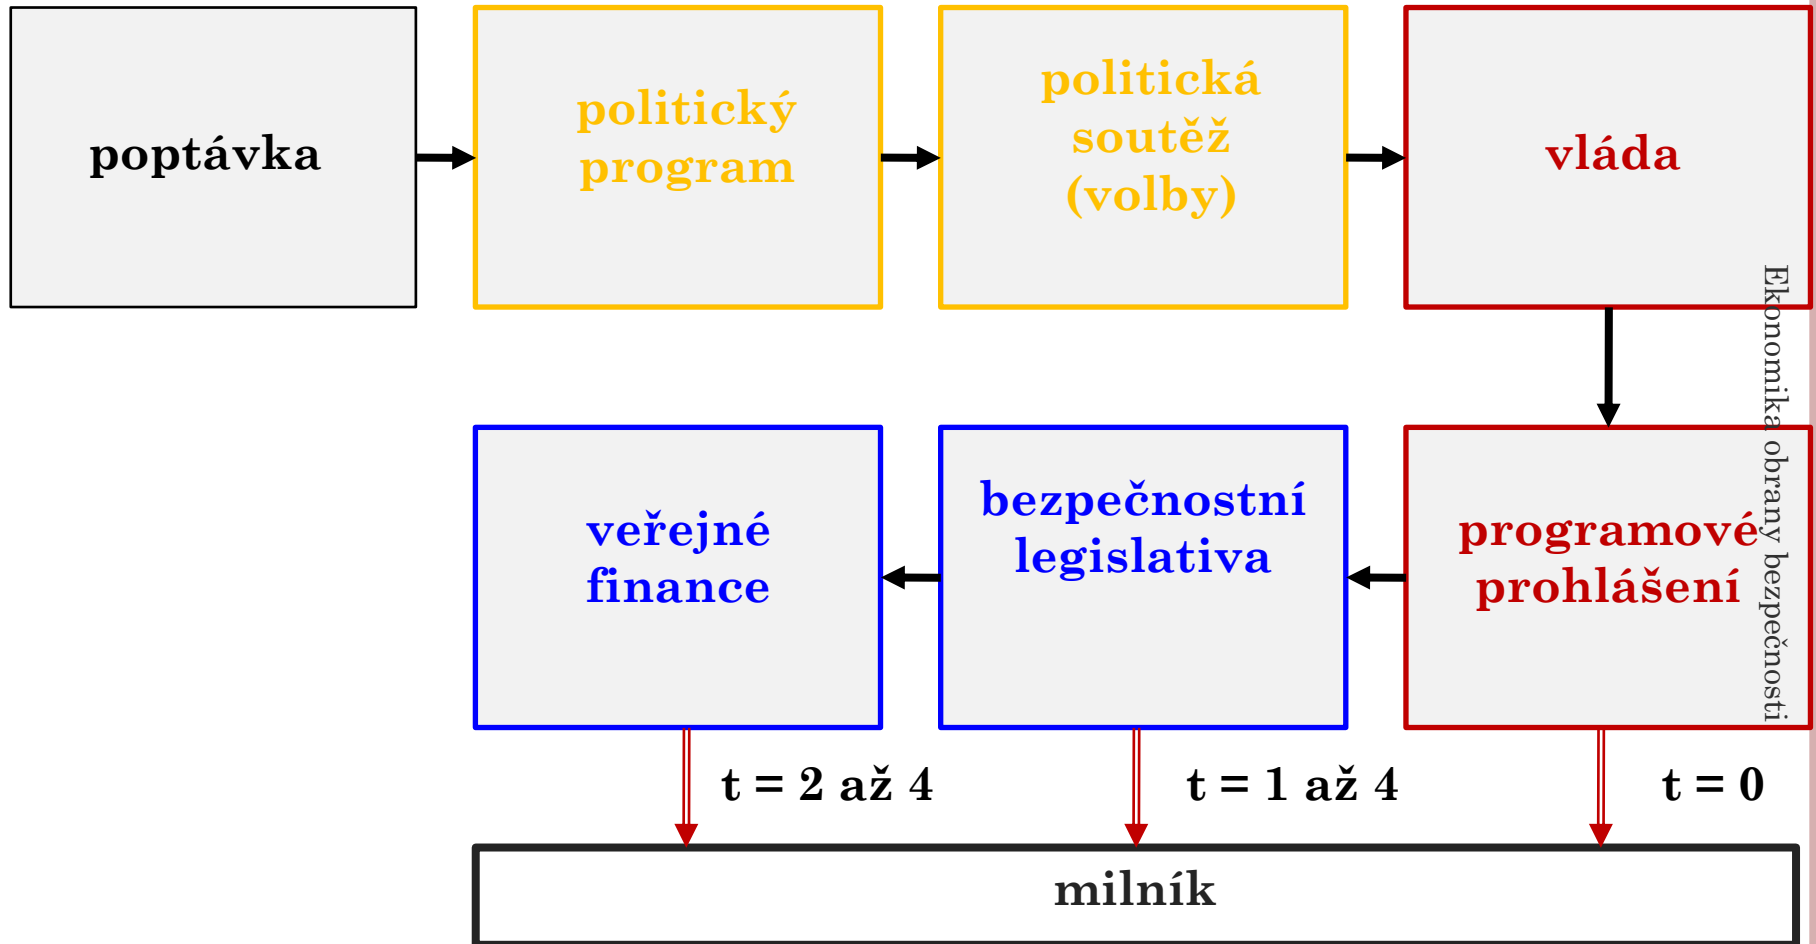 poptávka
politický
program
politická
soutěž
(volby)
vláda
Ekonomika obrany bezpečnosti
veřejné
finance
bezpečnostní
legislativa
programové
prohlášení
t = 2 až 4
t = 1 až 4
t = 0
milník